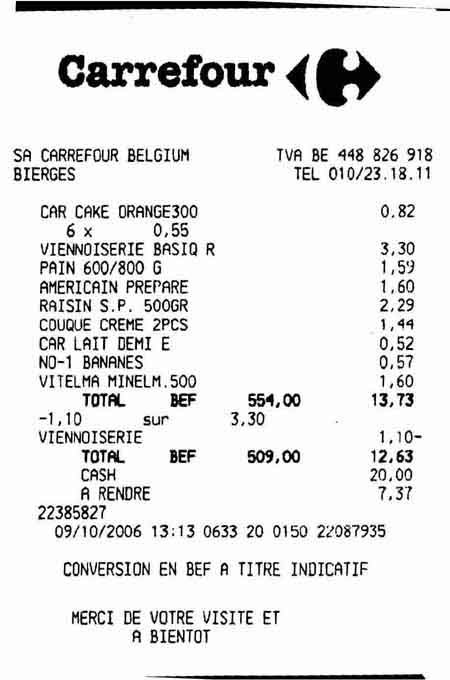 Carrefour
SA CARREFOUR BELGIUM TVA BE 448 826 918
BIERGES TEL 010/23.18.11
CAR CAKE ORANGE300 0,82
6 x 0,55
VIENNOISERIE BASIQ R 3,30
PAIN 600/800 G 1,59
AMERICAIN PREPARE 1,60
RAISIN S.P. 500GR 2,29
COUQUE CREME 2PCS 1,44
CAR LAIT DEMI E 0,52
NO-1 BANANES 0,57
VITELMA MINELM.500 1,60
TOTAL BEF 554,00 13,73
-1,10 sur 3,30
VIENNOISERIE 1,10-
TOTAL BEF 509,00 12,63
CASH 20,00
A RENDRE 7,37
22385827
09/10/2006 13:13 0633 20 0150 22087935
CONVERSION EN BEF A TITRE INDICATIF
MERCI DE VOTRE VISITE ET
A BIENTOT